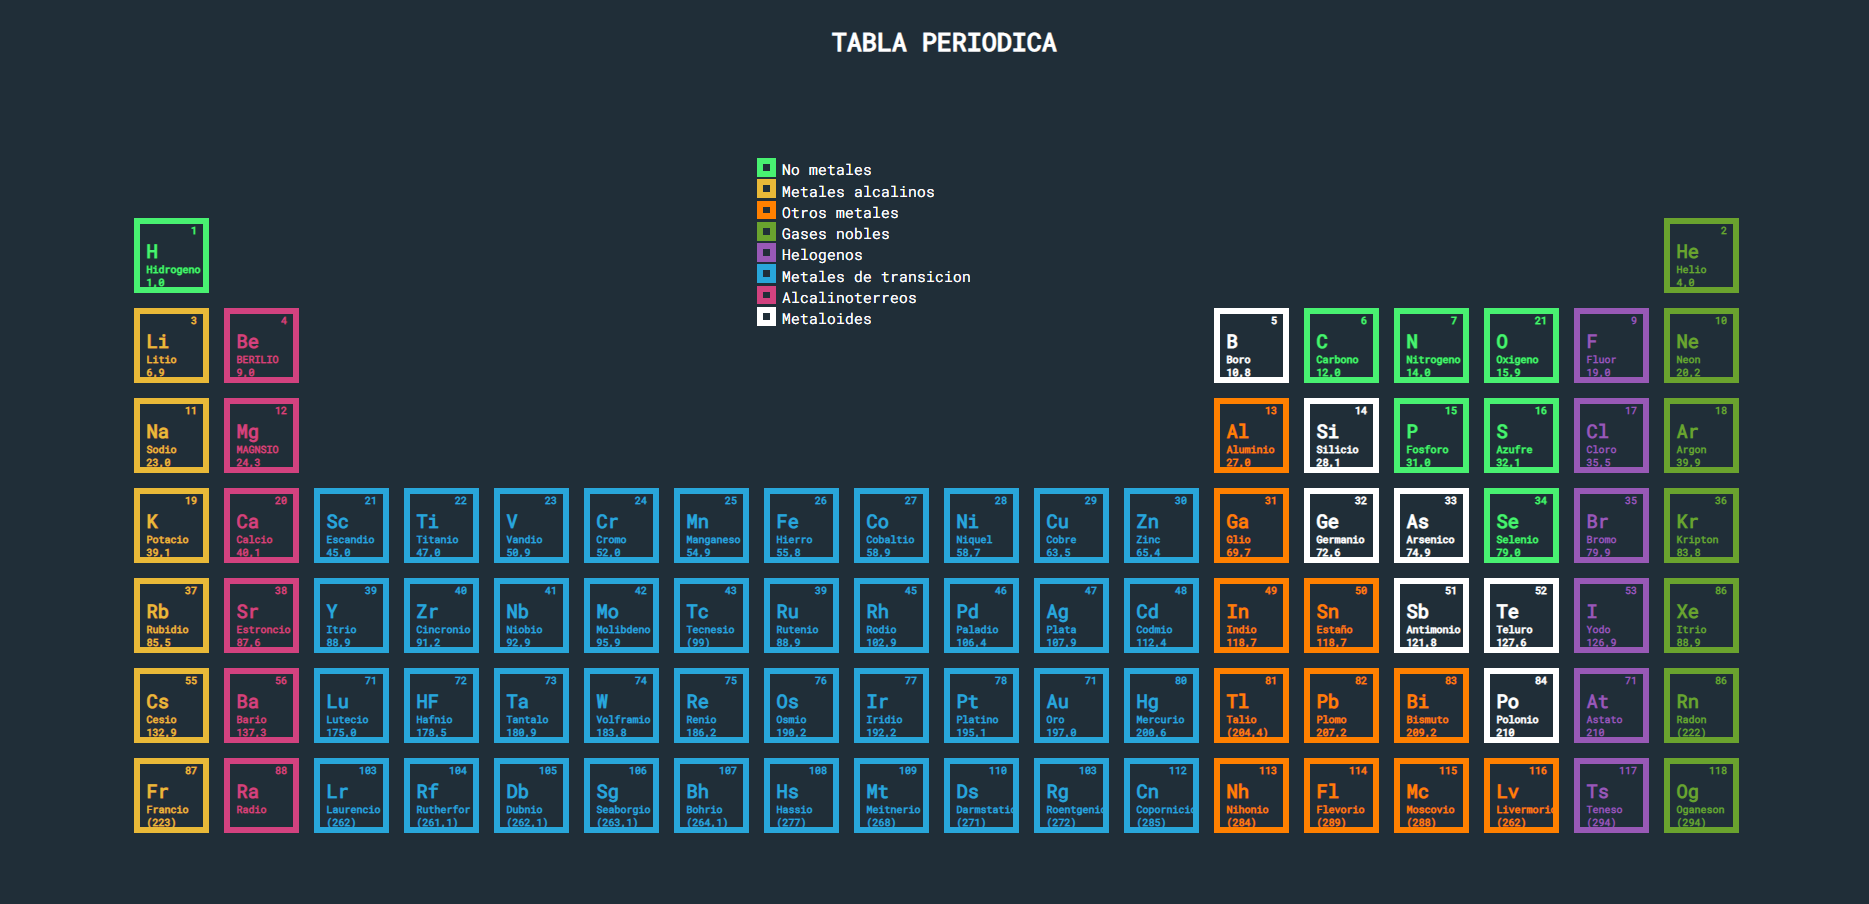 TABLA PERIODICA
No metales
Metales alcalinos
Otros metales
Gases nobles
Helogenos
Metales de transicion
Alcalinoterreos
Metaloides
1
H
Hidrogeno
1,0
2
He
Helio
4,0
3
Li
Litio
6,9
4
Be
BERILIO
9,0
5
B
Boro
10,8
6
C
Carbono
12,0
7
N
Nitrogeno
14,0
21
O
Oxigeno
15,9
9
F
Fluor
19,0
10
Ne
Neon
20,2
11
Na
Sodio
23,0
12
Mg
MAGNSIO
24,3
13
Al
Aluminio
27,0
14
Si
Silicio
28,1
15
P
Fosforo
31,0
16
S
Azufre
32,1
17
Cl
Cloro
35,5
18
Ar
Argon
39,9
19
K
Potacio
39,1
20
Ca
Calcio
40,1
21
Sc
Escandio
45,0
22
Ti
Titanio
47,0
23
V
Vandio
50,9
24
Cr
Cromo
52,0
25
Mn
Manganeso
54,9
26
Fe
Hierro
55,8
27
Co
Cobaltio
58,9
28
Ni
Niquel
58,7
29
Cu
Cobre
63,5
30
Zn
Zinc
65,4
31
Ga
Glio
69,7
32
Ge
Germanio
72,6
33
As
Arsenico
74,9
34
Se
Selenio
79,0
35
Br
Bromo
79,9
36
Kr
Kripton
83,8
37
Rb
Rubidio
85,5
38
Sr
Estroncio
87,6
39
Y
Itrio
88,9
40
Zr
Cincronio
91,2
41
Nb
Niobio
92,9
42
Mo
Molibdeno
95,9
43
Tc
Tecnesio
(99)
39
Ru
Rutenio
88,9
45
Rh
Rodio
102,9
46
Pd
Paladio
106,4
47
Ag
Plata
107,9
48
Cd
Codmio
112,4
49
In
Indio
118,7
50
Sn
Estaño
118,7
51
Sb
Antimonio
121,8
52
Te
Teluro
127,6
53
I
Yodo
126,9
86
Xe
Itrio
88,9
55
Cs
Cesio
132,9
56
Ba
Bario
137,3
71
Lu
Lutecio
175,0
72
HF
Hafnio
178,5
73
Ta
Tantalo
180,9
74
W
Volframio
183,8
75
Re
Renio
186,2
76
Os
Osmio
190,2
77
Ir
Iridio
192,2
78
Pt
Platino
195,1
71
Au
Oro
197,0
80
Hg
Mercurio
200,6
81
Tl
Talio
(204,4)
82
Pb
Plomo
207,2
83
Bi
Bismuto
209,2
84
Po
Polonio
210
71
At
Astato
210
86
Rn
Radon
(222)
87
Fr
Francio
(223)
88
Ra
Radio
103
Lr
Laurencio
(262)
104
Rf
Rutherfor
(261,1)
105
Db
Dubnio
(262,1)
106
Sg
Seaborgio
(263,1)
107
Bh
Bohrio
(264,1)
108
Hs
Hassio
(277)
109
Mt
Meitnerio
(268)
110
Ds
Darmstatic
(271)
103
Rg
Roentgenio
(272)
112
Cn
Copornicio
(285)
113
Nh
Nihonio
(284)
114
Fl
Flevorio
(289)
115
Mc
Moscovio
(288)
116
Lv
Livermorio
(262)
117
Ts
Teneso
(294)
118
Og
Oganeson
(294)